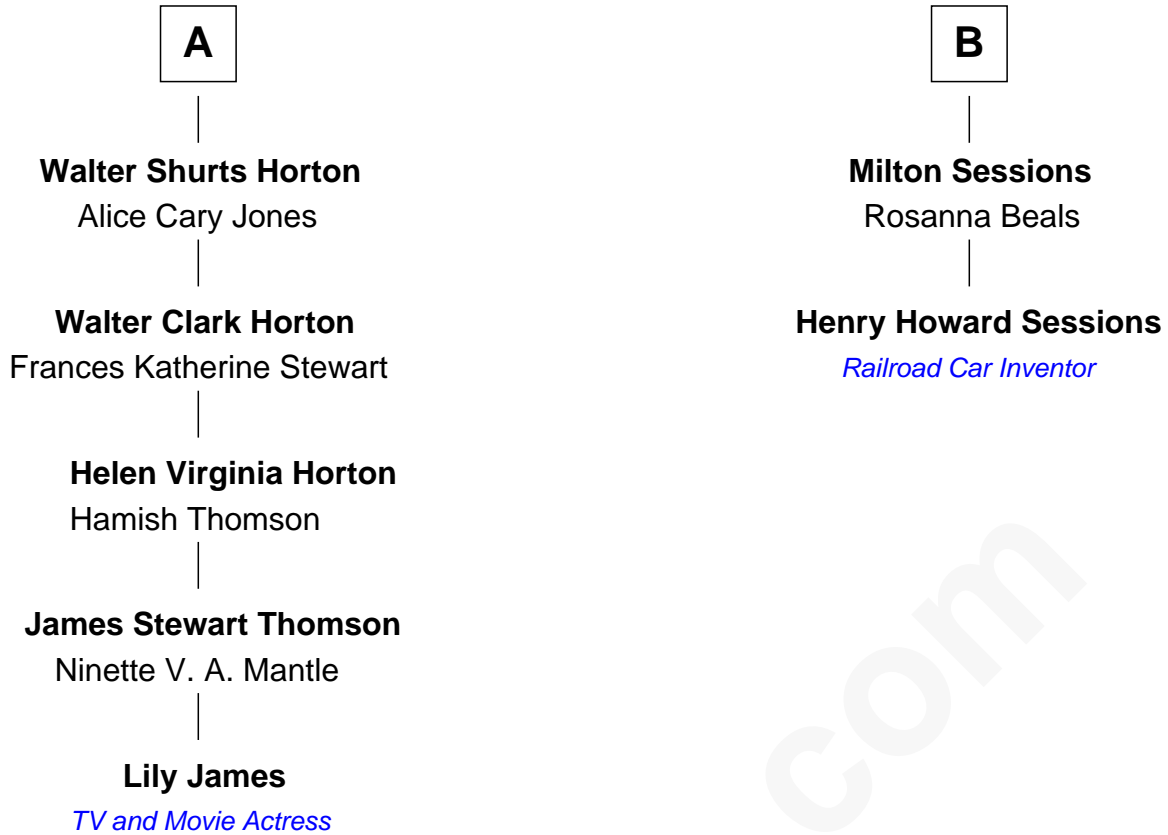 A
Walter Shurts Horton
Alice Cary Jones
Walter Clark Horton
Frances Katherine Stewart
Helen Virginia Horton
Hamish Thomson
James Stewart Thomson
Ninette V. A. Mantle
Lily James
TV and Movie Actress
B
Milton Sessions
Rosanna Beals
Henry Howard Sessions
Railroad Car Inventor
com